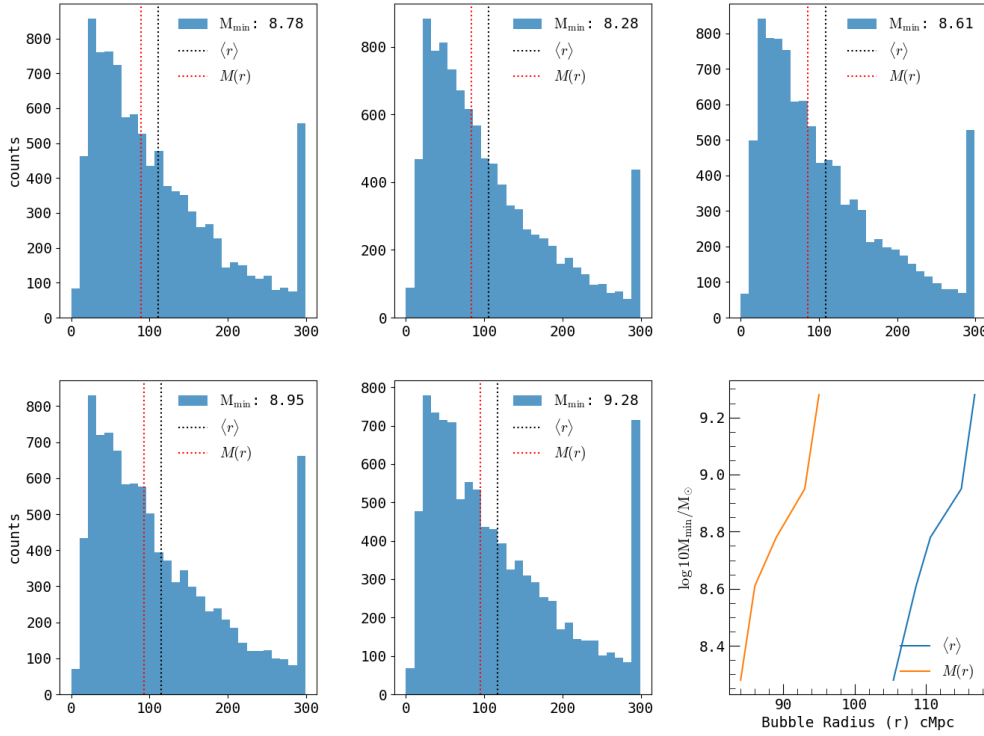 M_min: 8.78
⟨r⟩
M(r)
counts
800
700
600
500
400
300
200
100
0
0 100 200 300
M_min: 8.28
⟨r⟩
M(r)
800
600
400
200
0
0 100 200 300
M_min: 8.61
⟨r⟩
M(r)
800
700
600
500
400
300
200
100
0
0 100 200 300
M_min: 8.95
⟨r⟩
M(r)
counts
800
700
600
500
400
300
200
100
0
0 100 200 300
M_min: 9.28
⟨r⟩
M(r)
800
700
600
500
400
300
200
100
0
0 100 200 300
log 10M_min/M_⊙
9.2
9.0
8.8
8.6
8.4
⟨r⟩
M(r)
90 100 110
Bubble Radius (r) cMpc